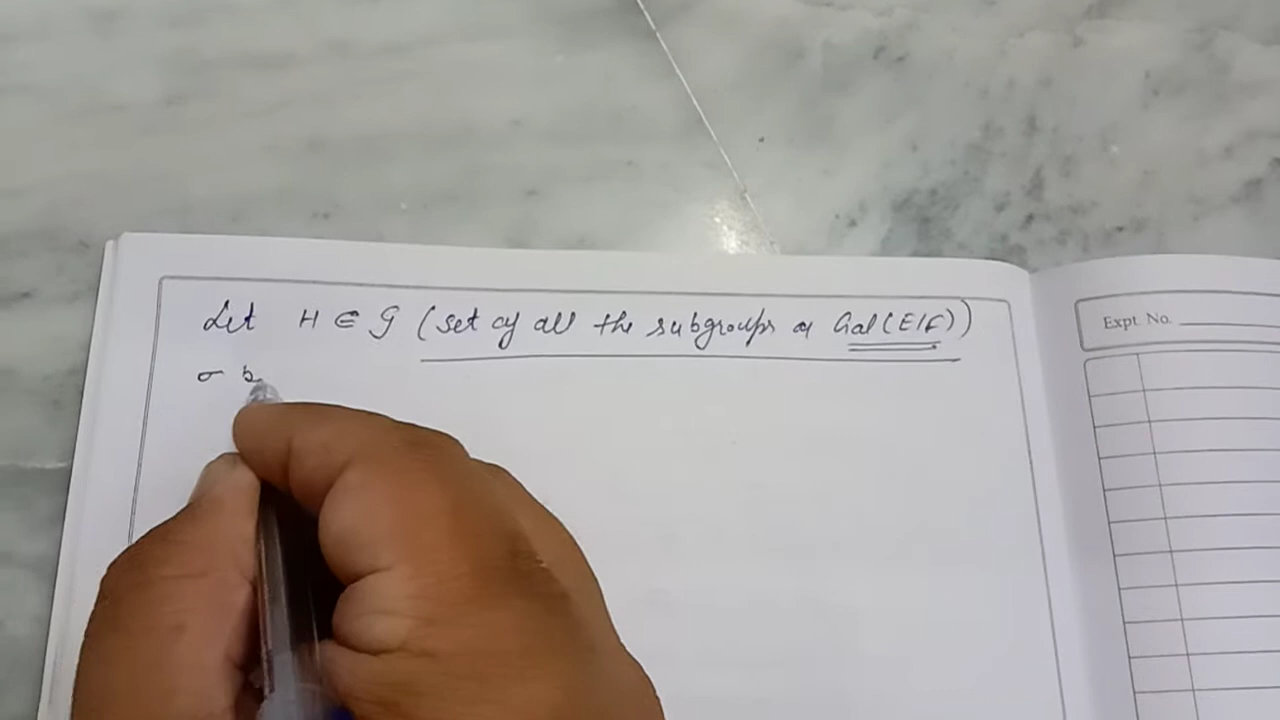 Let H ∈ G (set of all the subgroups of Gal(E/F))
σ b
Expt. No.